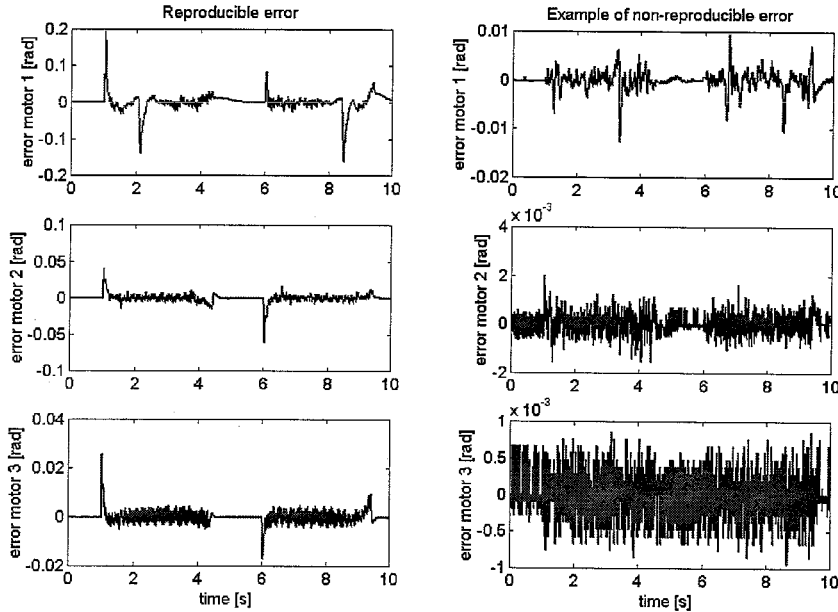 Reproducible error
error motor 1 [rad]
0.2
0.1
0
-0.1
-0.2
0 2 4 6 8 10
Example of non-reproducible error
error motor 1 [rad]
0.01
0
-0.01
0.02
0 2 4 6 8 10
error motor 2 [rad]
0.1
0.05
0
-0.05
-0.1
0 2 4 6 8 10
error motor 2 [rad]
× 10⁻³
4
2
0
-2
0 2 4 6 8 10
error motor 3 [rad]
0.04
0.02
0
-0.02
0 2 4 6 8 10
time [s]
error motor 3 [rad]
× 10⁻³
1
0.5
0
-0.5
-1
0 2 4 6 8 10
time [s]